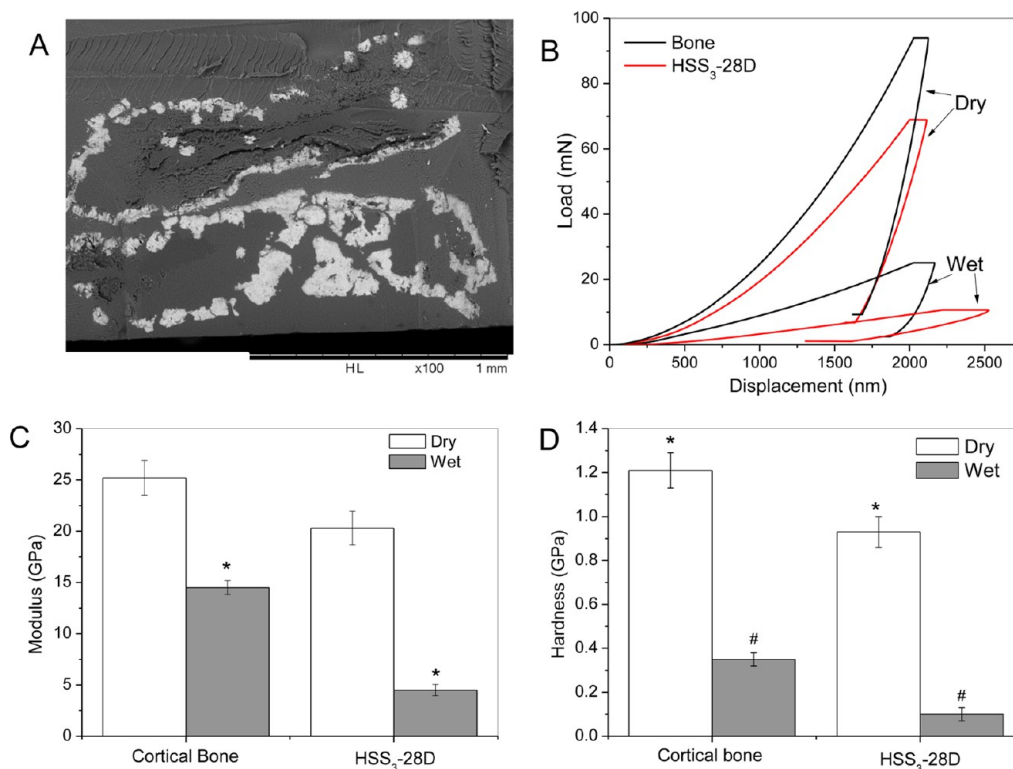 A
HL x100 1 mm
B
Bone
HSS₃-28D
Dry
Wet
100
80
60
40
20
0
Load (mN)
0 500 1000 1500 2000 2500
Displacement (nm)
C
Dry
Wet
30
25
20
15
10
5
0
Modulus (GPa)
*
*
Cortical Bone HSS₃-28D
D
Dry
Wet
1.4
1.2
1.0
0.8
0.6
0.4
0.2
0.0
Hardness (GPa)
*
*
#
#
Cortical bone HSS₃-28D